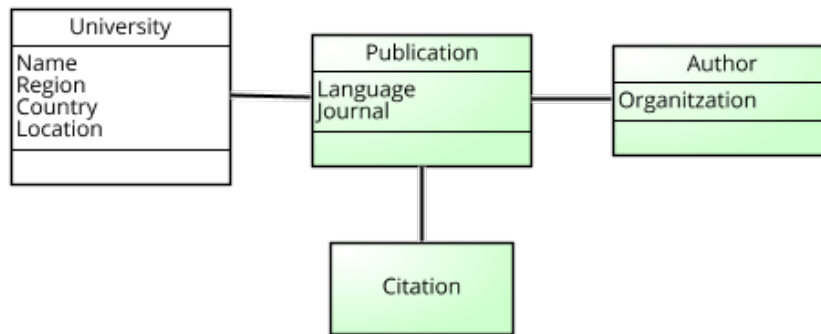 University
Name
Region
Country
Location
Publication
Language
Journal
Author
Organitzation
Citation